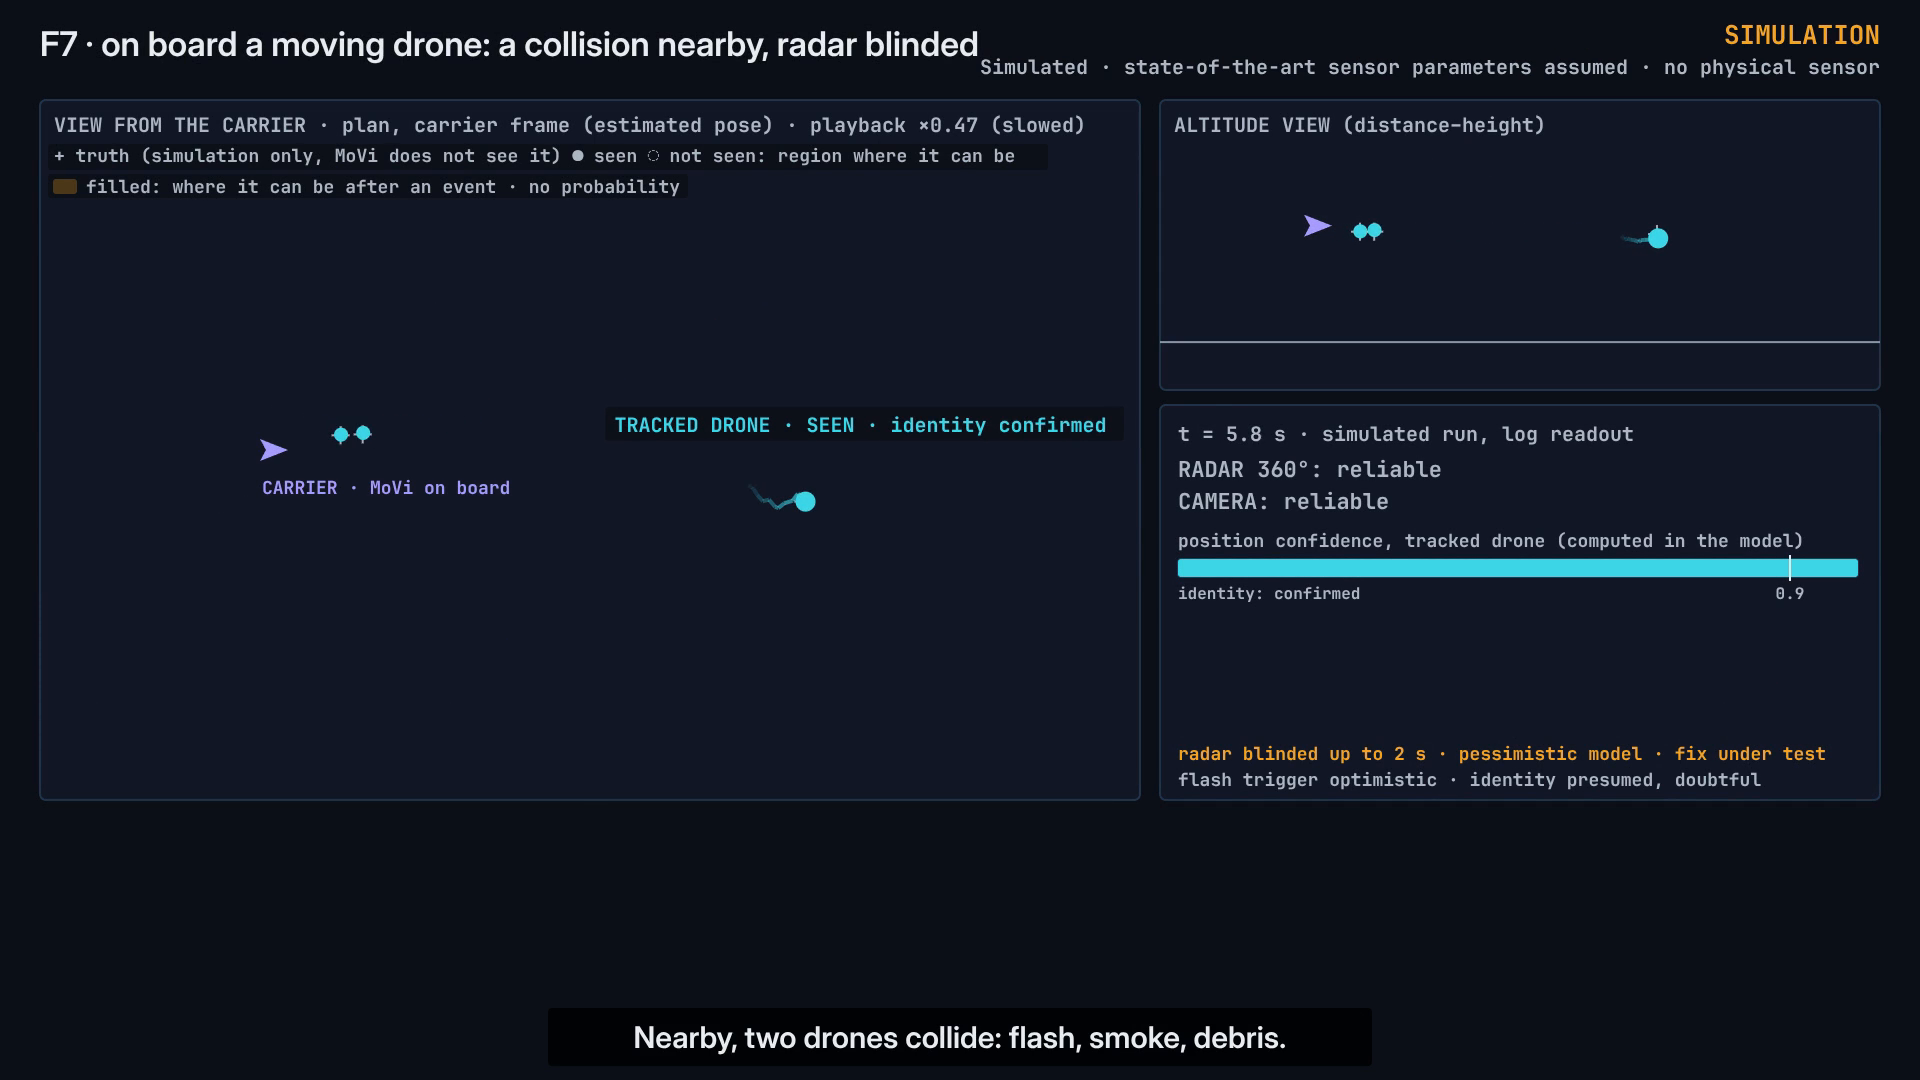 F7 · on board a moving drone: a collision nearby, radar blinded
SIMULATION
Simulated · state-of-the-art sensor parameters assumed · no physical sensor
VIEW FROM THE CARRIER · plan, carrier frame (estimated pose) · playback ×0.47 (slowed)
+ truth (simulation only, MoVi does not see it) ● seen ◌ not seen: region where it can be
filled: where it can be after an event · no probability
TRACKED DRONE · SEEN · identity confirmed
CARRIER · MoVi on board
ALTITUDE VIEW (distance-height)
t = 5.8 s · simulated run, log readout
RADAR 360°: reliable
CAMERA: reliable
position confidence, tracked drone (computed in the model)
identity: confirmed
0.9
radar blinded up to 2 s · pessimistic model · fix under test
flash trigger optimistic · identity presumed, doubtful
Nearby, two drones collide: flash, smoke, debris.